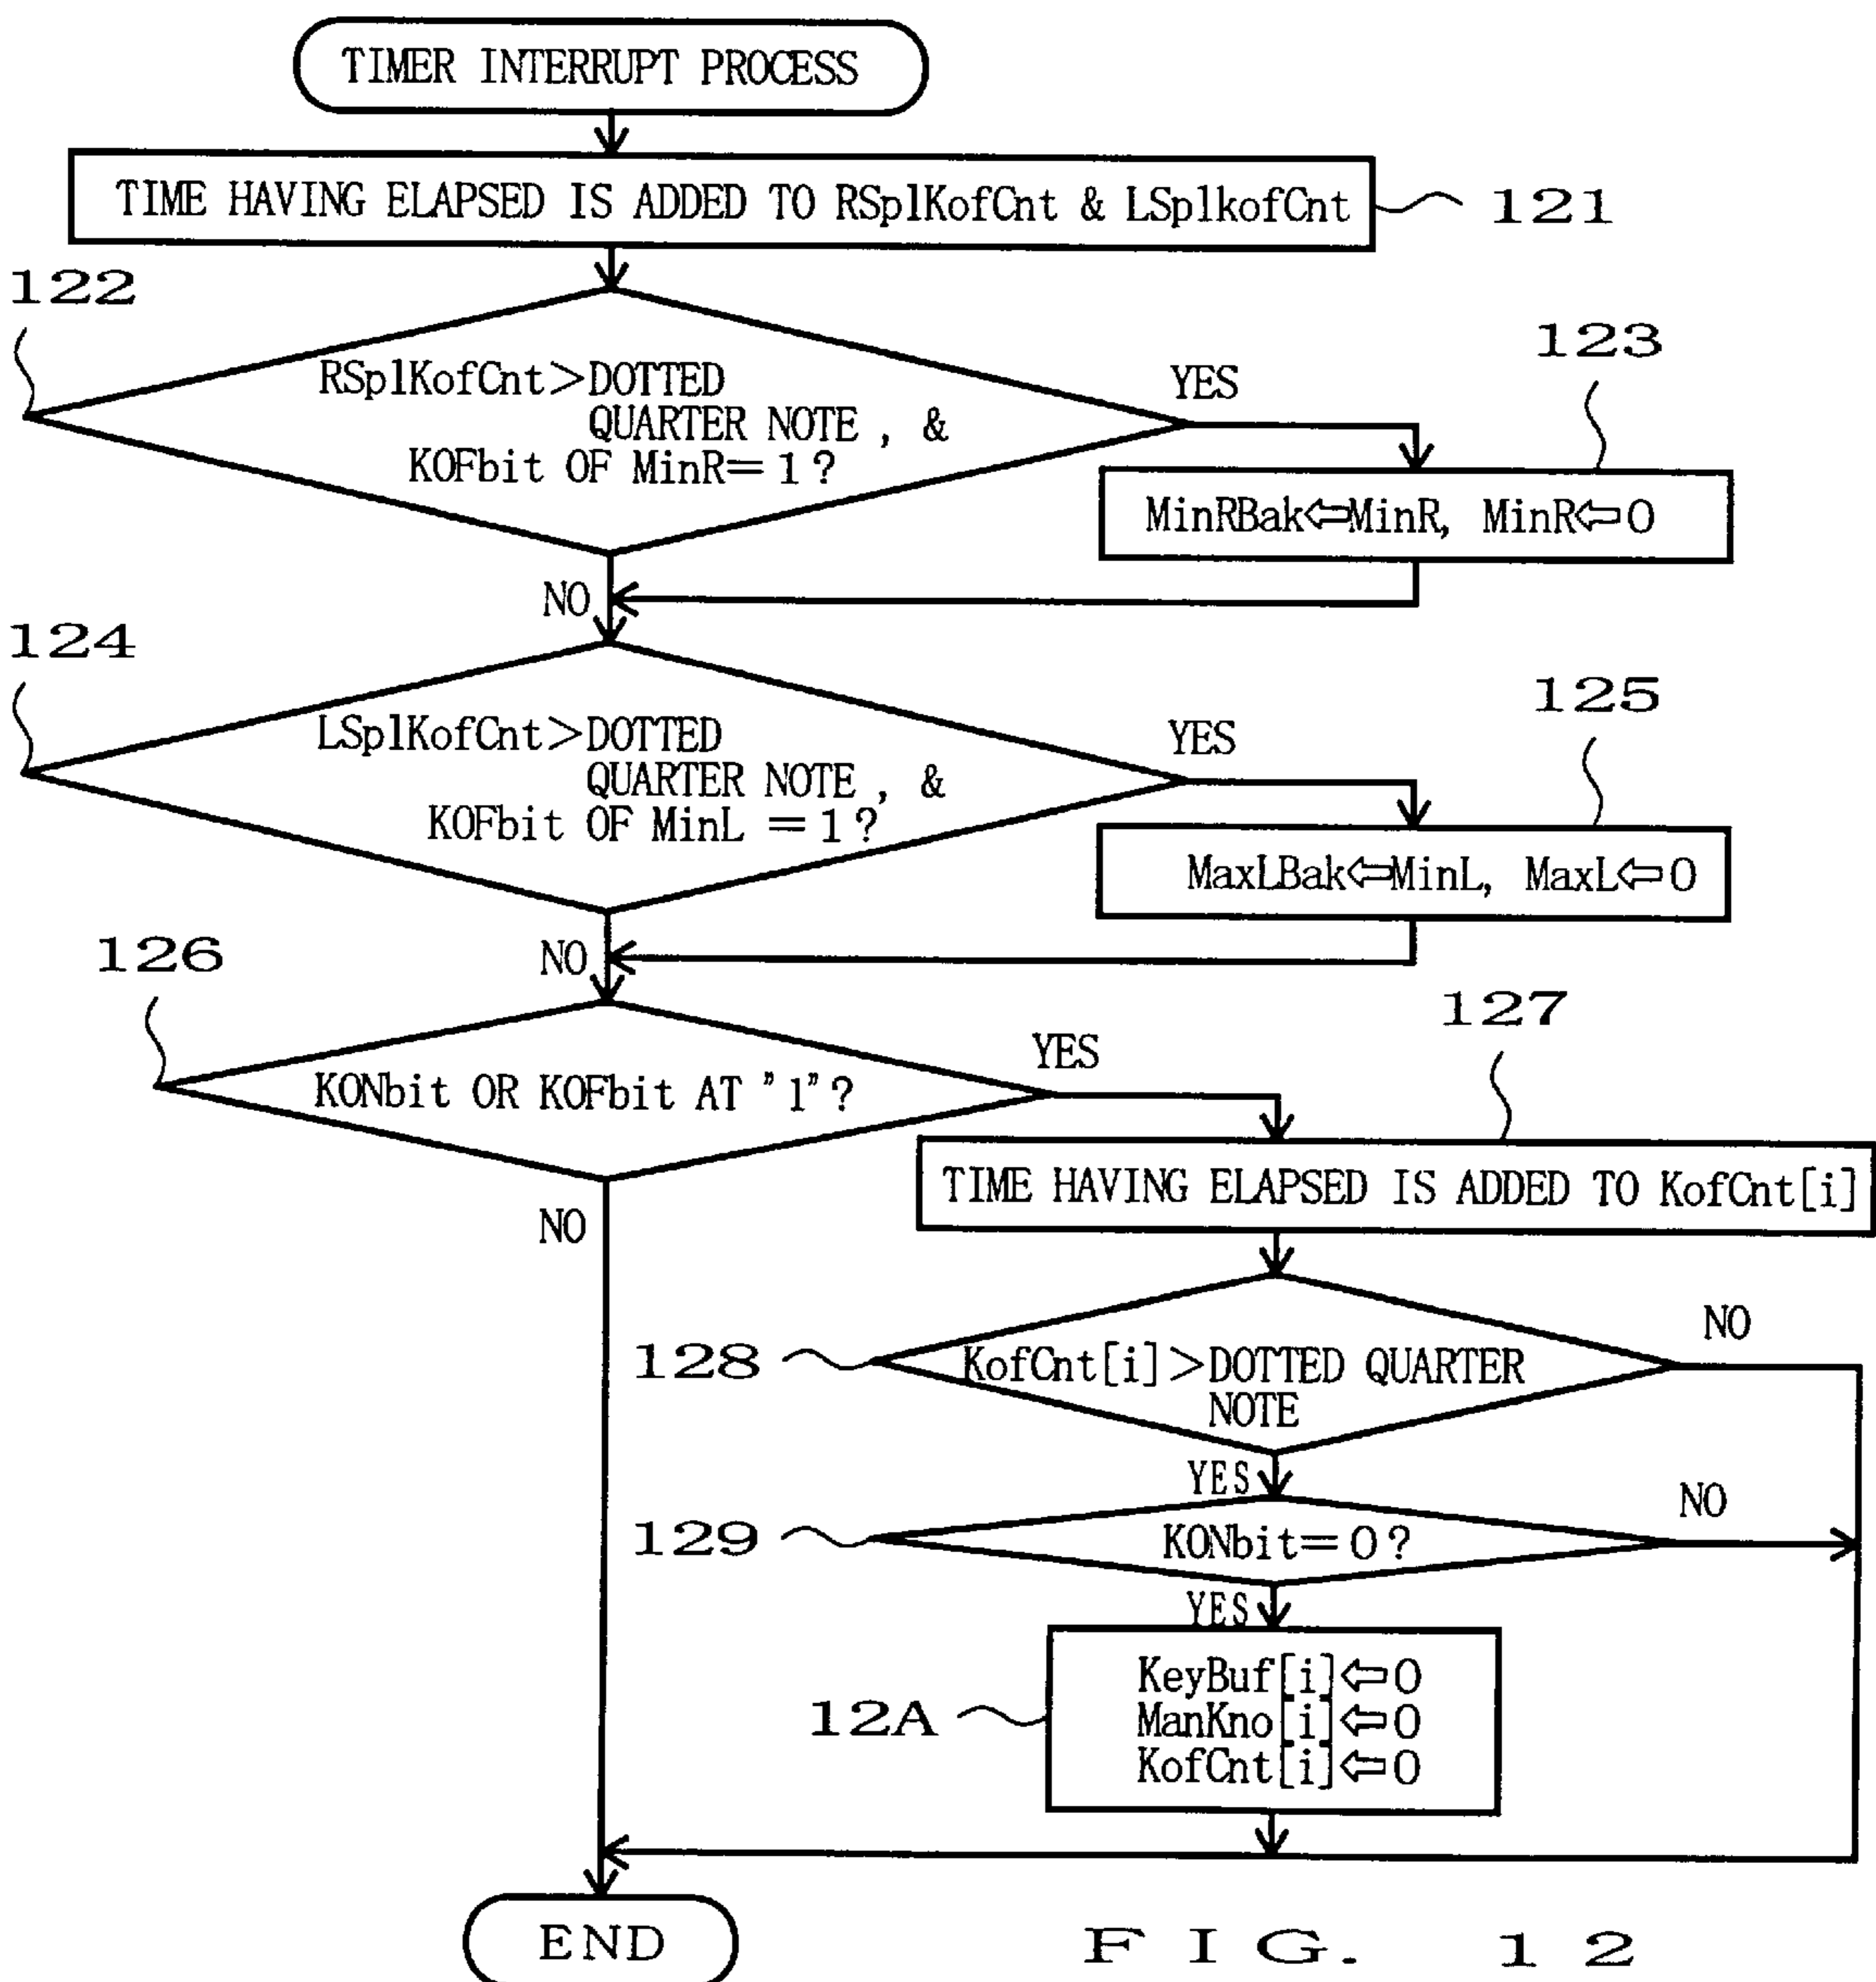 TIMER INTERRUPT PROCESS
TIME HAVING ELAPSED IS ADDED TO RSplKofCnt & LSplkofCnt
121
122
RSplKofCnt>DOTTED
QUARTER NOTE, &
KOFbit OF MinR=1?
YES
123
MinRBak⇐MinR, MinR⇐0
NO
124
LSplKofCnt>DOTTED
QUARTER NOTE, &
KOFbit OF MinL =1?
YES
125
MaxLBak⇐MinL, MaxL⇐0
NO
126
KONbit OR KOFbit AT "1"?
YES
127
TIME HAVING ELAPSED IS ADDED TO KofCnt[i]
NO
128
KofCnt[i]>DOTTED QUARTER
NOTE
NO
YES
129
KONbit=0?
NO
YES
12A
KeyBuf[i]⇐0
ManKno[i]⇐0
KofCnt[i]⇐0
END
FIG. 12